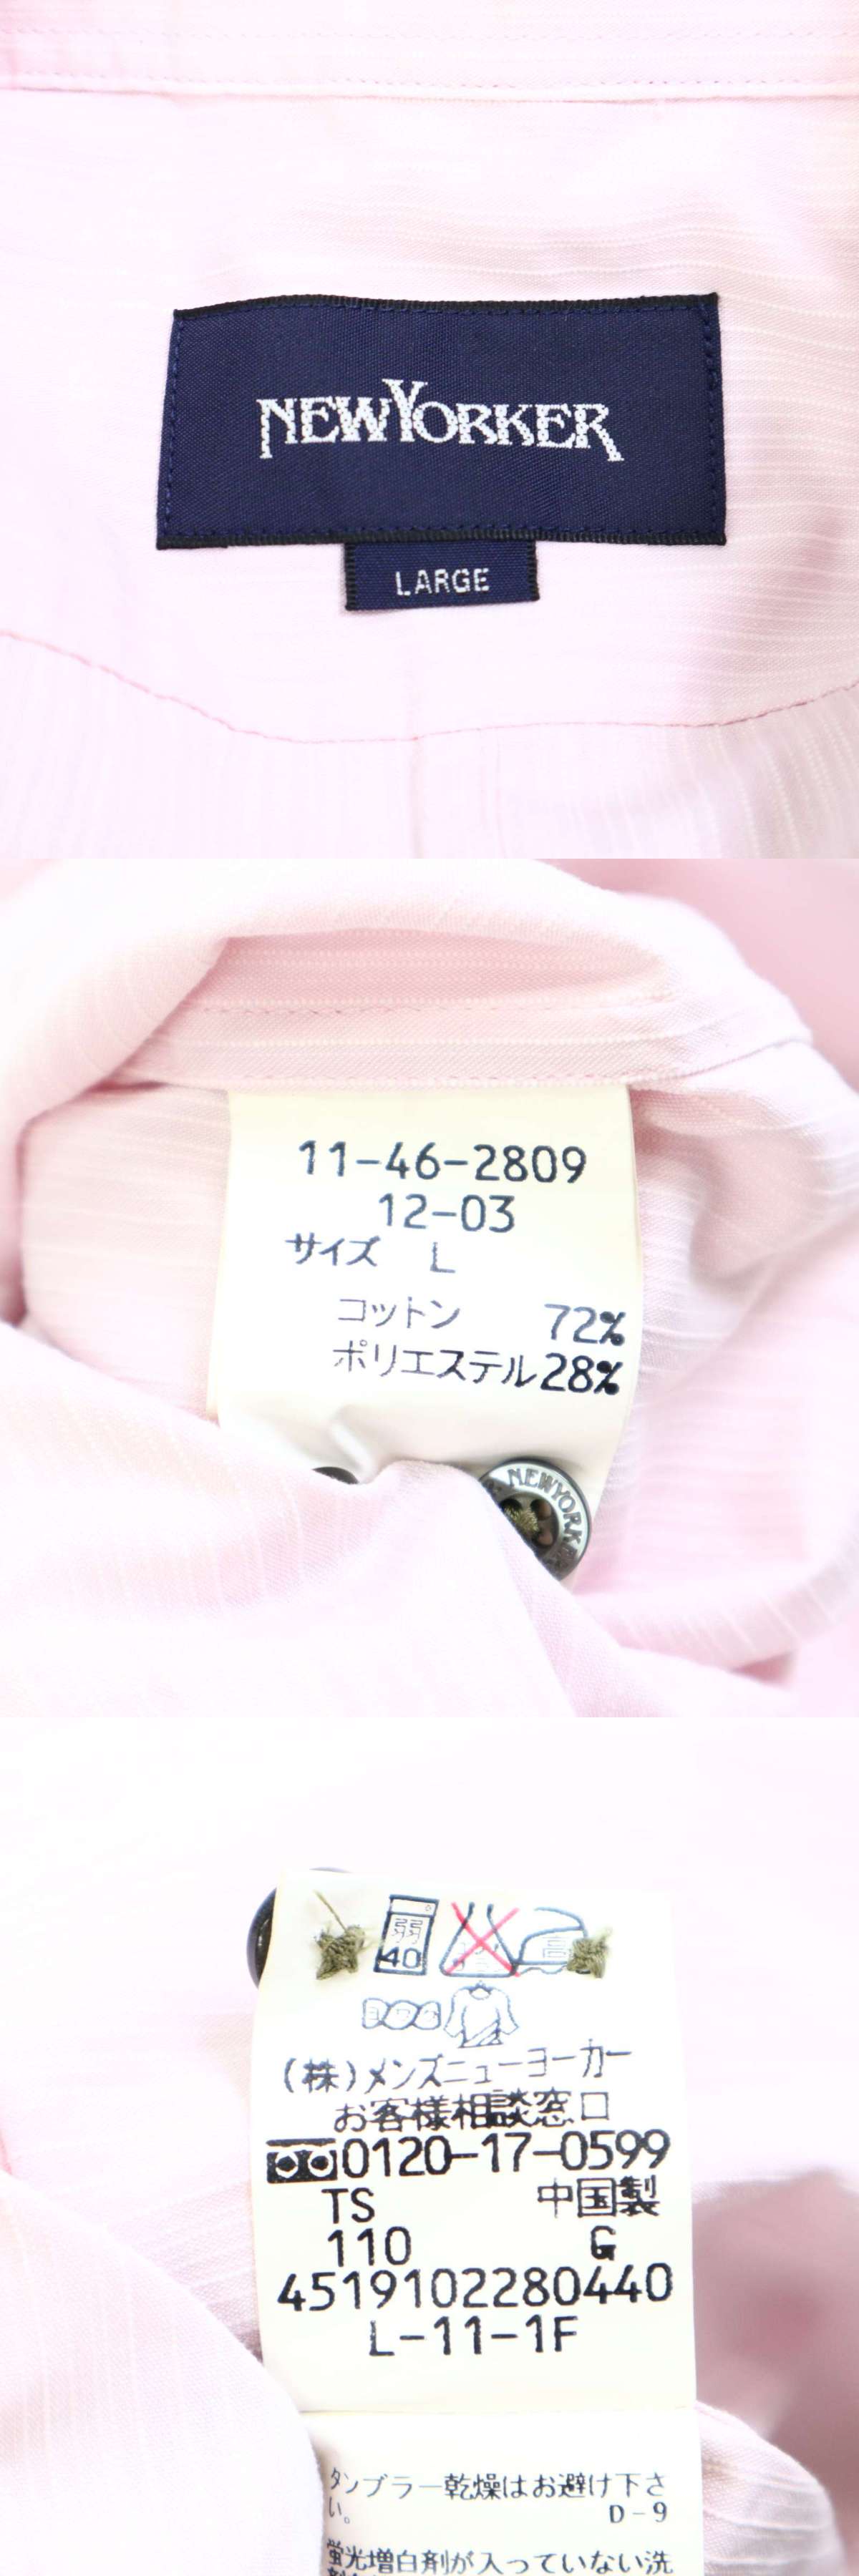 NEWYORKER
LARGE
11-46-2809
12-03
サイズ L
コットン 72%
ポリエステル 28%
NEWYORKE
弱
40
高
(株)メンズニューヨーカー
お客様相談窓口
0120-17-0599
TS 中国製
110 G
4519102280440
L-11-1F
タンブラー乾燥はお避け下さ
い。 D-9
蛍光増白剤が入っていない洗